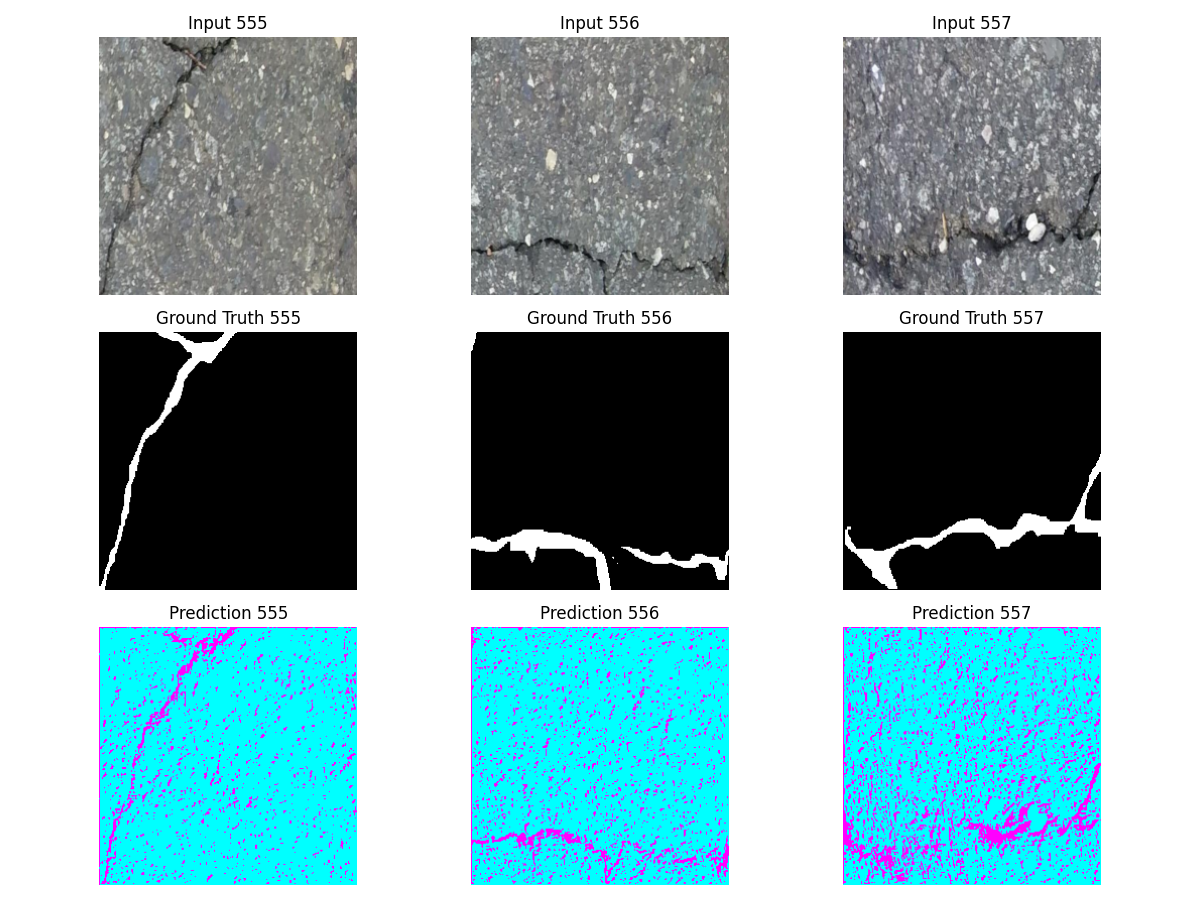 Input 555
Input 556
Input 557
Ground Truth 555
Ground Truth 556
Ground Truth 557
Prediction 555
Prediction 556
Prediction 557